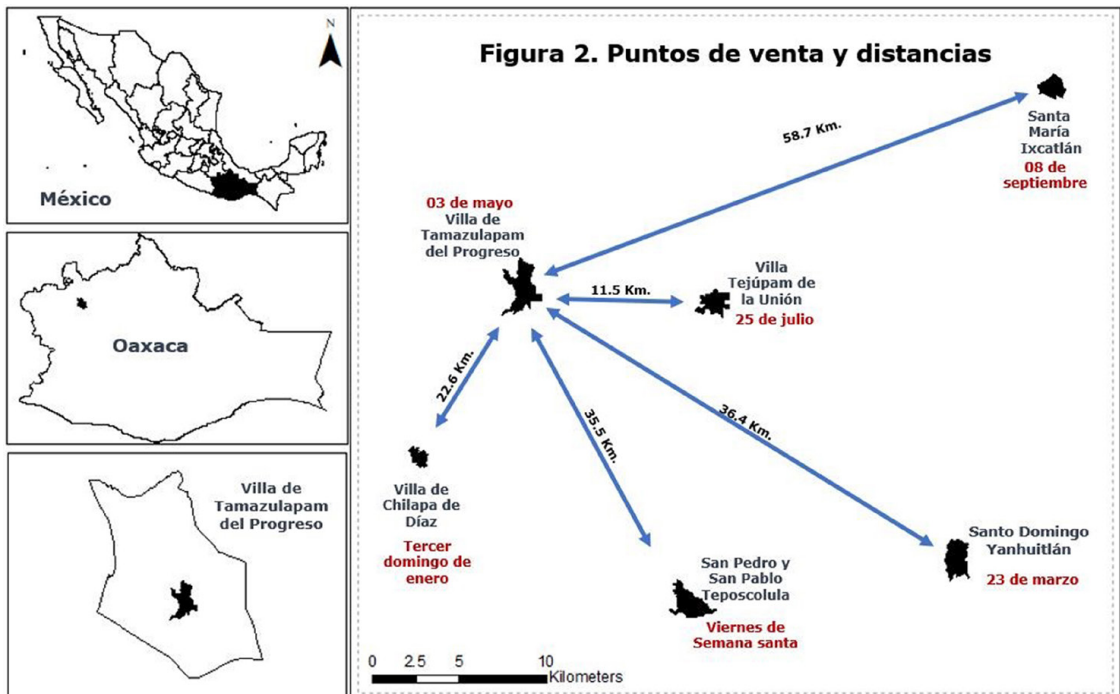 N
México
Oaxaca
Villa de
Tamazulapam
del Progreso
Figura 2. Puntos de venta y distancias
58.7 Km.
Santa
María
Ixcatlán
08 de
septiembre
03 de mayo
Villa de
Tamazulapam
del Progreso
11.5 Km.
Villa
Tejúpam de
la Unión
25 de julio
22.6 Km.
35.5 Km.
36.4 Km.
Villa de
Chilapa de
Díaz
Tercer
domingo de
enero
San Pedro y
San Pablo
Teposcolula
Viernes de
Semana santa
Santo Domingo
Yanhuitlán
23 de marzo
0 2.5 5 10
Kilometers